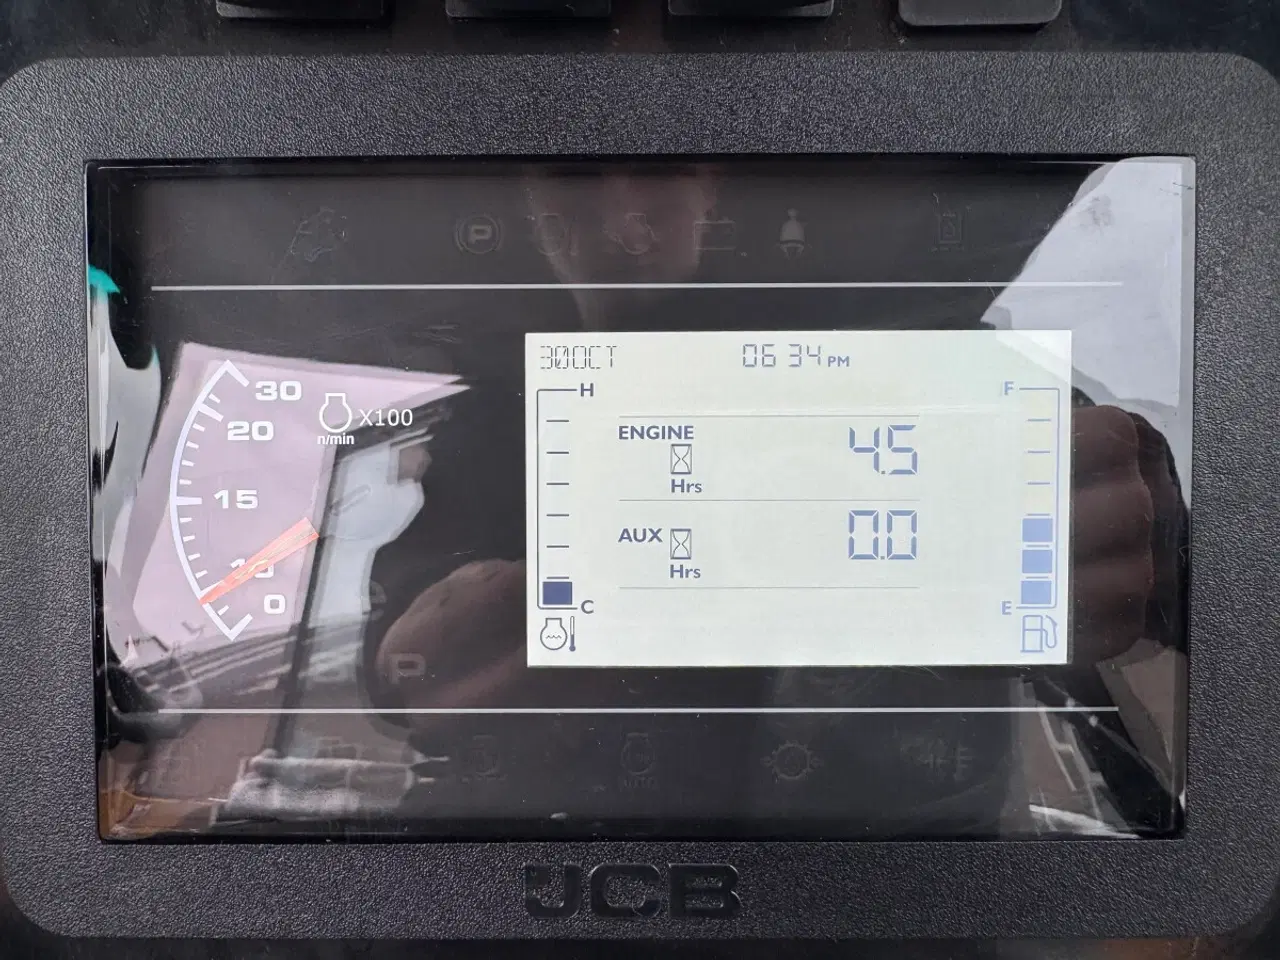 P
30OCT 06 34 PM
H F
30
X100
n/min
20
ENGINE 4.5
Hrs
15
AUX 0.0
Hrs
10
0
C E
P
JCB